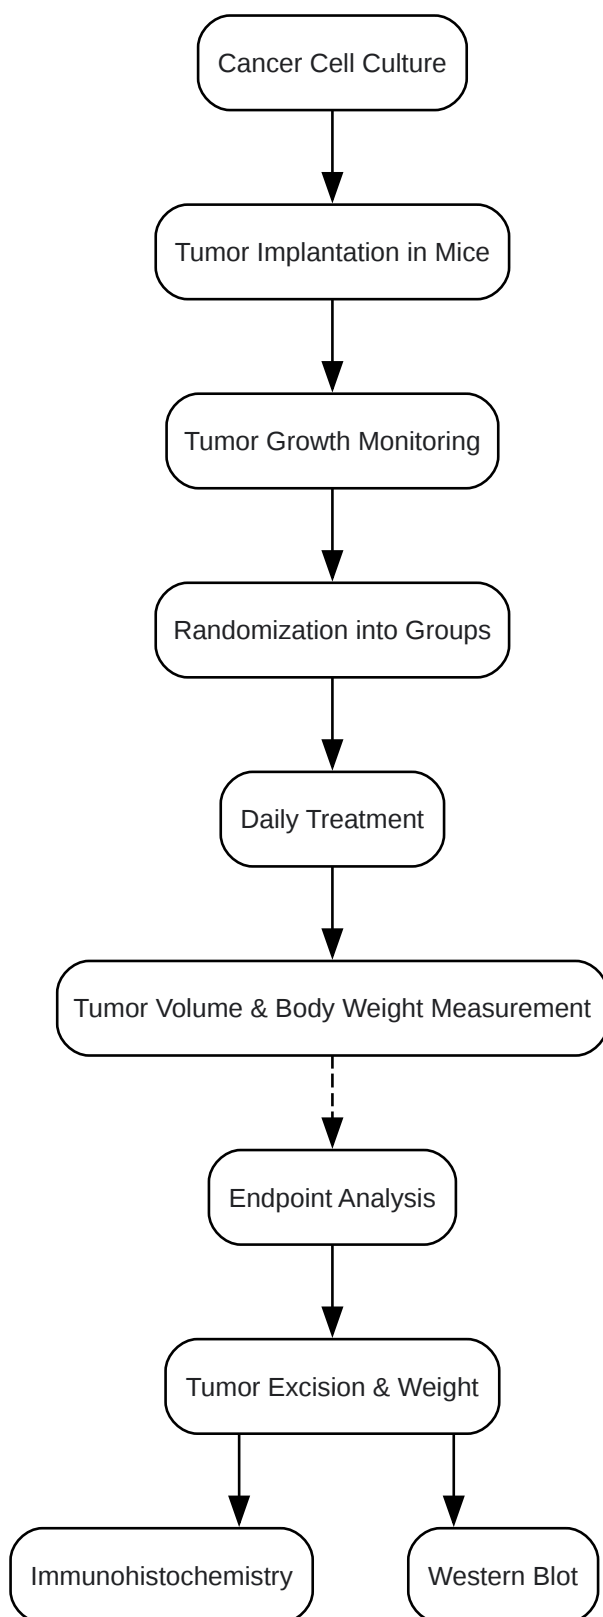 Cancer Cell Culture
Tumor Implantation in Mice
Tumor Growth Monitoring
Randomization into Groups
Daily Treatment
Tumor Volume & Body Weight Measurement
Endpoint Analysis
Tumor Excision & Weight
Immunohistochemistry
Western Blot